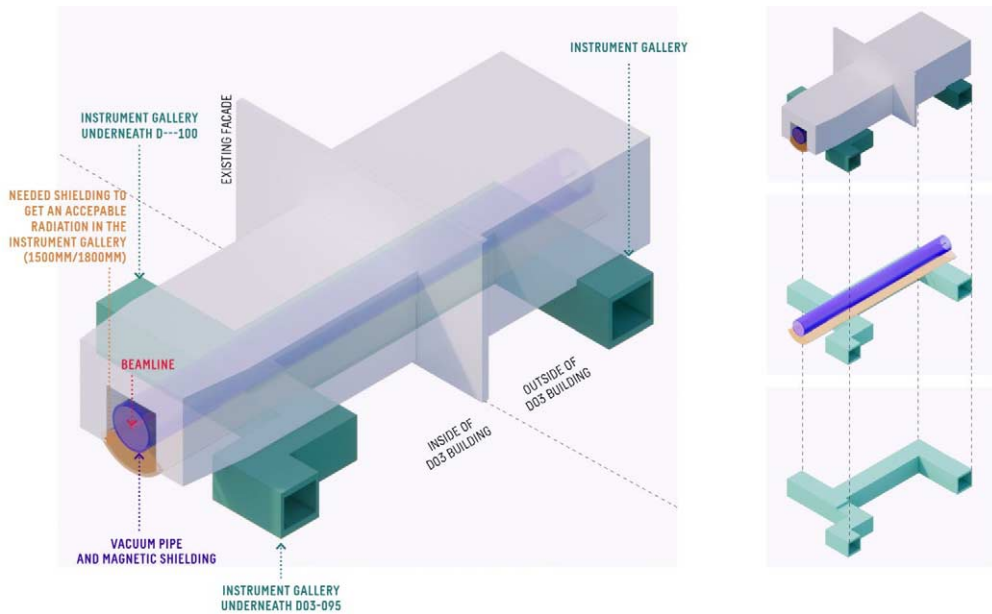 INSTRUMENT GALLERY
INSTRUMENT GALLERY
UNDERNEATH D---100
EXISTING FACADE
NEEDED SHIELDING TO
GET AN ACCEPABLE
RADIATION IN THE
INSTRUMENT GALLERY
(1500MM/1800MM)
BEAMLINE
OUTSIDE OF
D03 BUILDING
INSIDE OF
D03 BUILDING
VACUUM PIPE
AND MAGNETIC SHIELDING
INSTRUMENT GALLERY
UNDERNEATH D03-095